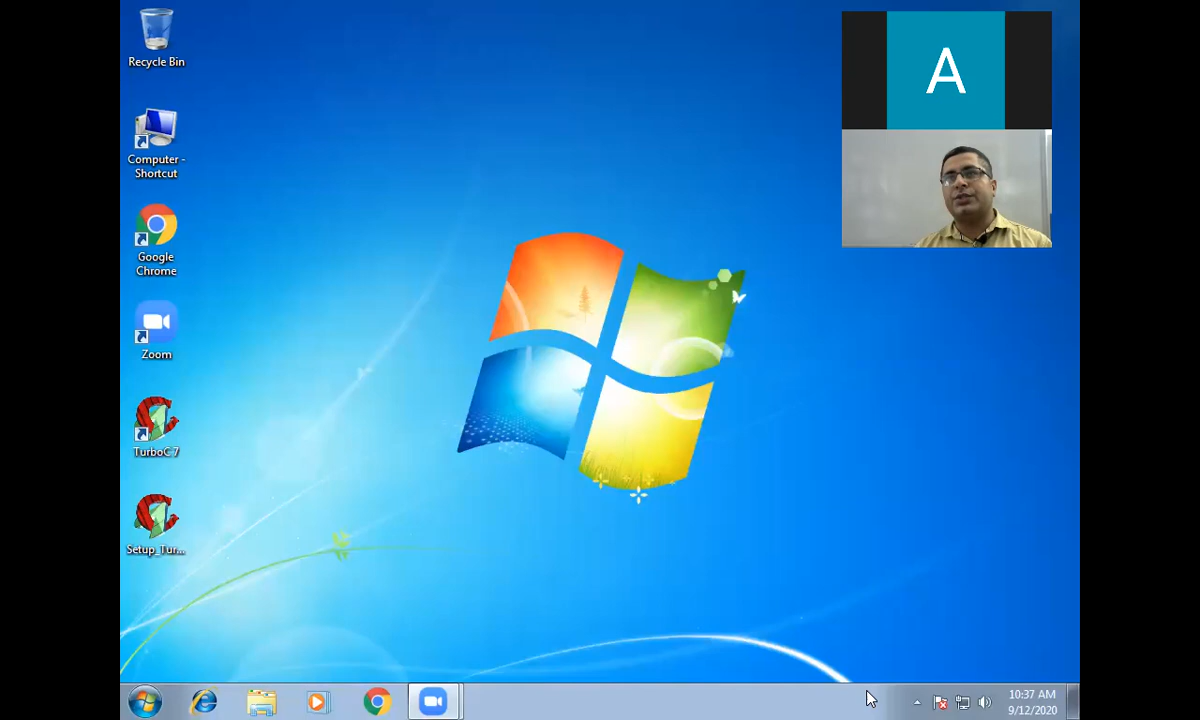 Recycle Bin
Computer -
Shortcut
Google
Chrome
Zoom
TurboC 7
Setup_Tur...
A
10:37 AM
9/12/2020